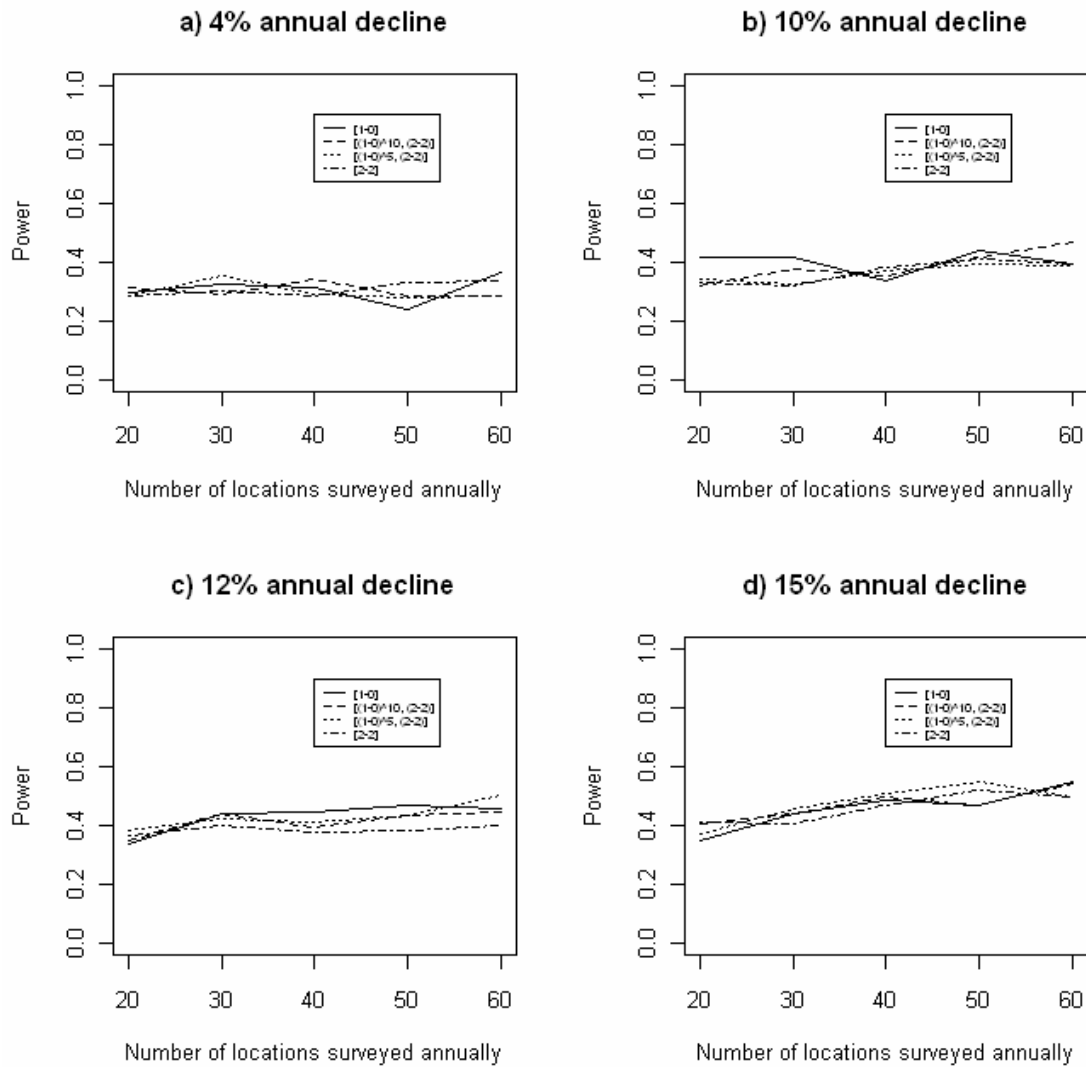 a) 4% annual decline
Power
0.0 0.2 0.4 0.6 0.8 1.0
[1-0]
[(1-0)^10, (2-2)]
[(1-0)^5, (2-2)]
[2-2]
20 30 40 50 60
Number of locations surveyed annually
b) 10% annual decline
Power
0.0 0.2 0.4 0.6 0.8 1.0
[1-0]
[(1-0)^10, (2-2)]
[(1-0)^5, (2-2)]
[2-2]
20 30 40 50 60
Number of locations surveyed annually
c) 12% annual decline
Power
0.0 0.2 0.4 0.6 0.8 1.0
[1-0]
[(1-0)^10, (2-2)]
[(1-0)^5, (2-2)]
[2-2]
20 30 40 50 60
Number of locations surveyed annually
d) 15% annual decline
Power
0.0 0.2 0.4 0.6 0.8 1.0
[1-0]
[(1-0)^10, (2-2)]
[(1-0)^5, (2-2)]
[2-2]
20 30 40 50 60
Number of locations surveyed annually